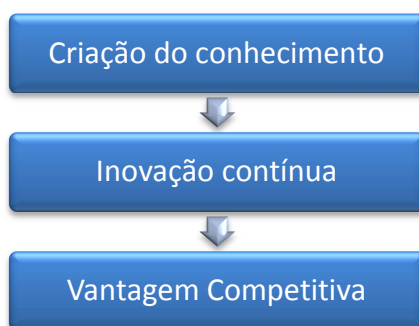 Criação do conhecimento
Inovação contínua
Vantagem Competitiva